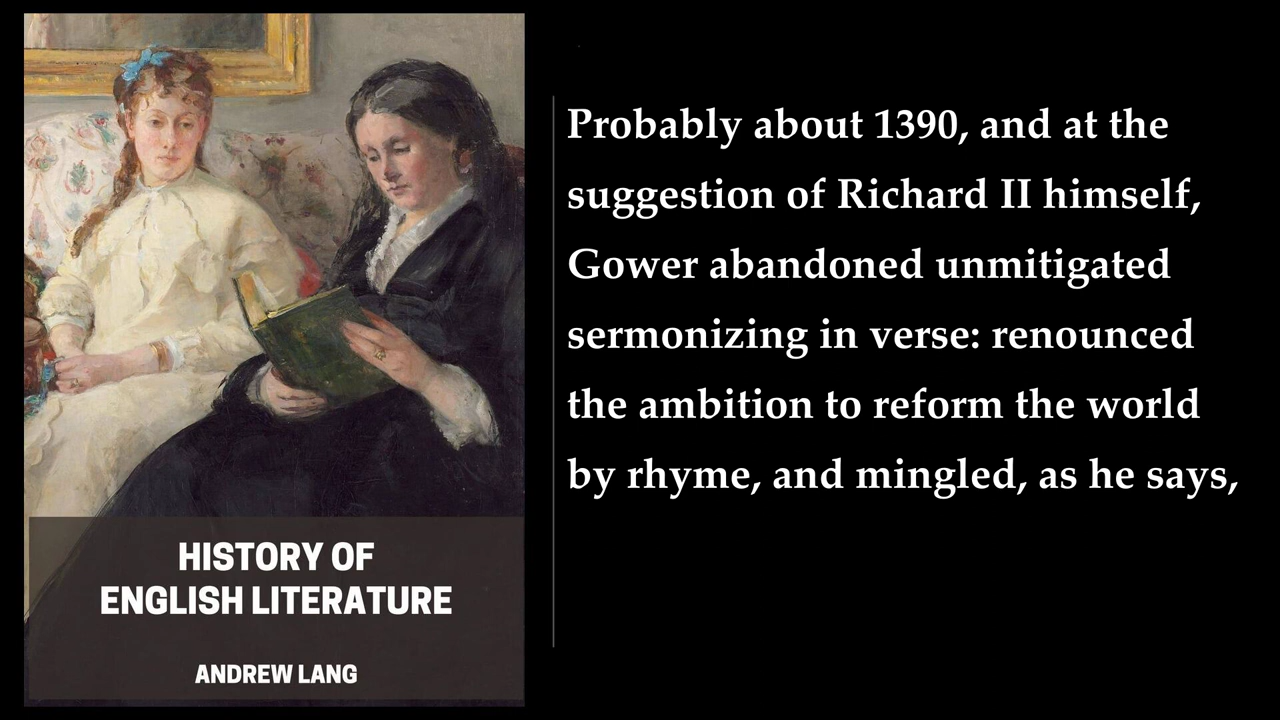 HISTORY OF
ENGLISH LITERATURE
ANDREW LANG
Probably about 1390, and at the
suggestion of Richard II himself,
Gower abandoned unmitigated
sermonizing in verse: renounced
the ambition to reform the world
by rhyme, and mingled, as he says,